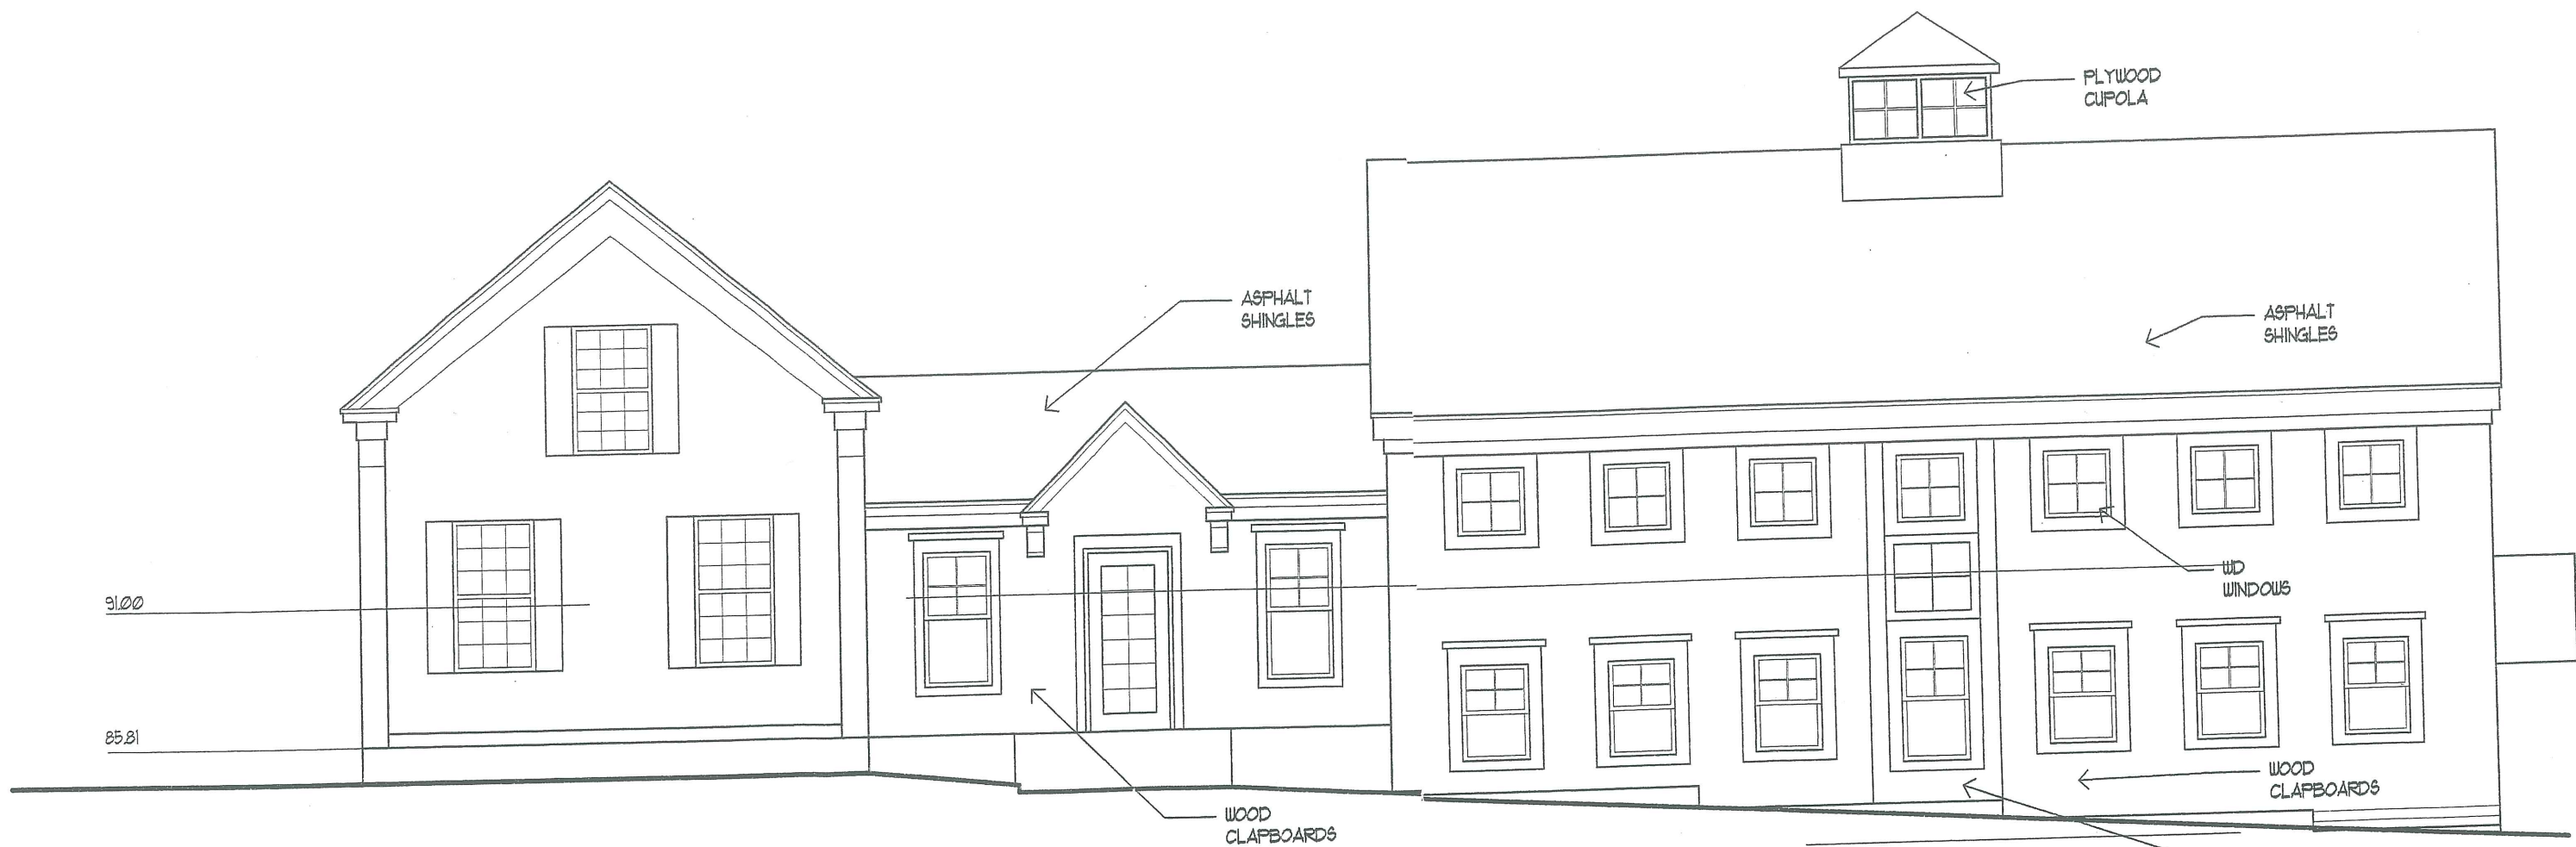 PLYWOOD
CUPOLA
ASPHALT
SHINGLES
ASPHALT
SHINGLES
WD
WINDOWS
91.00
85.81
WOOD
CLAPBOARDS
WOOD
CLAPBOARDS